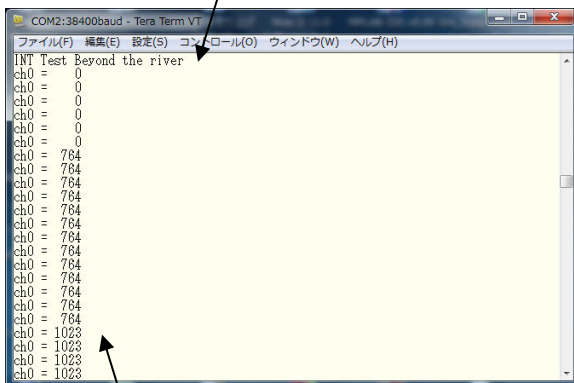 COM2:38400baud - Tera Term VT
ファイル(F) 編集(E) 設定(S) コントロール(O) ウィンドウ(W) ヘルプ(H)
INT Test Beyond the river
ch0 =    0
ch0 =    0
ch0 =    0
ch0 =    0
ch0 =    0
ch0 =    0
ch0 =  764
ch0 =  764
ch0 =  764
ch0 =  764
ch0 =  764
ch0 =  764
ch0 =  764
ch0 =  764
ch0 =  764
ch0 =  764
ch0 =  764
ch0 =  764
ch0 =  764
ch0 = 1023
ch0 = 1023
ch0 = 1023
ch0 = 1023